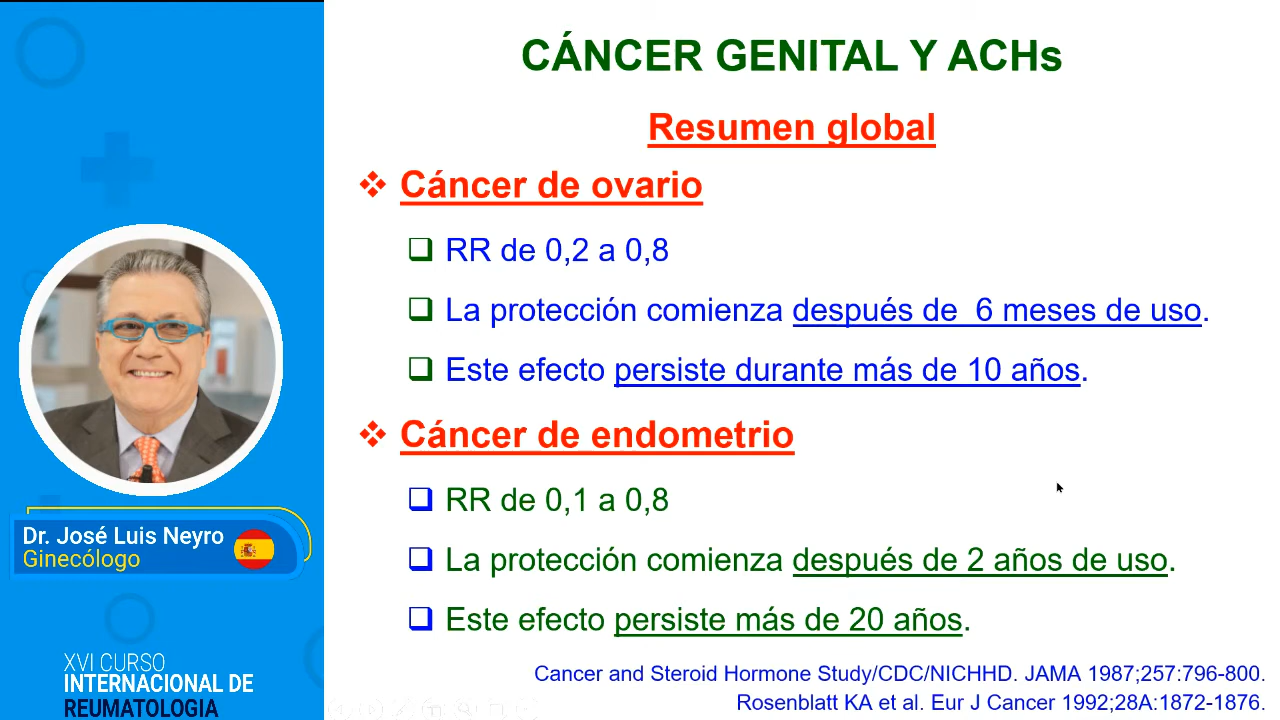 CÁNCER GENITAL Y ACHs
Resumen global
Cáncer de ovario
RR de 0,2 a 0,8
La protección comienza después de 6 meses de uso.
Este efecto persiste durante más de 10 años.
Cáncer de endometrio
RR de 0,1 a 0,8
La protección comienza después de 2 años de uso.
Este efecto persiste más de 20 años.
Cancer and Steroid Hormone Study/CDC/NICHHD. JAMA 1987;257:796-800.
Rosenblatt KA et al. Eur J Cancer 1992;28A:1872-1876.
Dr. José Luis Neyro
Ginecólogo
XVI CURSO
INTERNACIONAL DE
REUMATOLOGIA